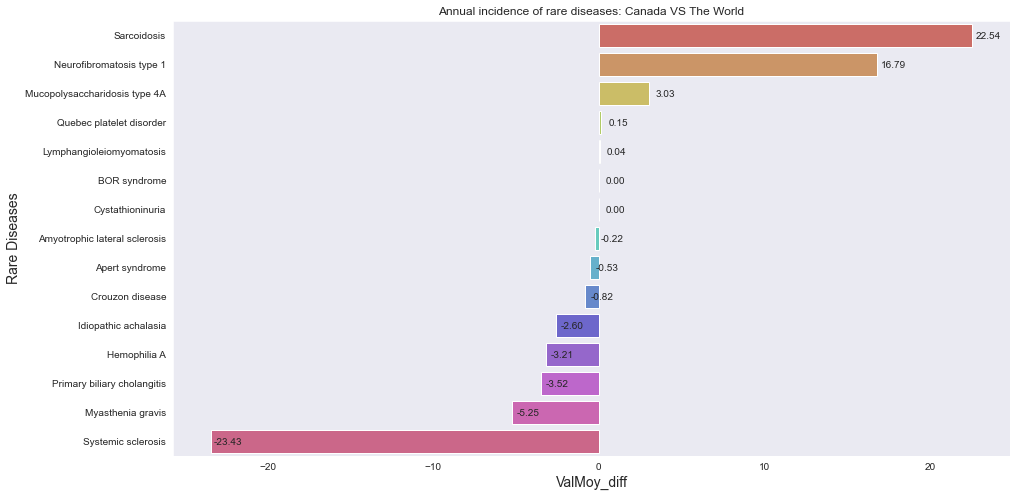 Annual incidence of rare diseases: Canada VS The World
Rare Diseases
Sarcoidosis 22.54
Neurofibromatosis type 1 16.79
Mucopolysaccharidosis type 4A 3.03
Quebec platelet disorder 0.15
Lymphangioleiomyomatosis 0.04
BOR syndrome 0.00
Cystathioninuria 0.00
Amyotrophic lateral sclerosis -0.22
Apert syndrome -0.53
Crouzon disease -0.82
Idiopathic achalasia -2.60
Hemophilia A -3.21
Primary biliary cholangitis -3.52
Myasthenia gravis -5.25
Systemic sclerosis -23.43
−20 −10 0 10 20
ValMoy_diff